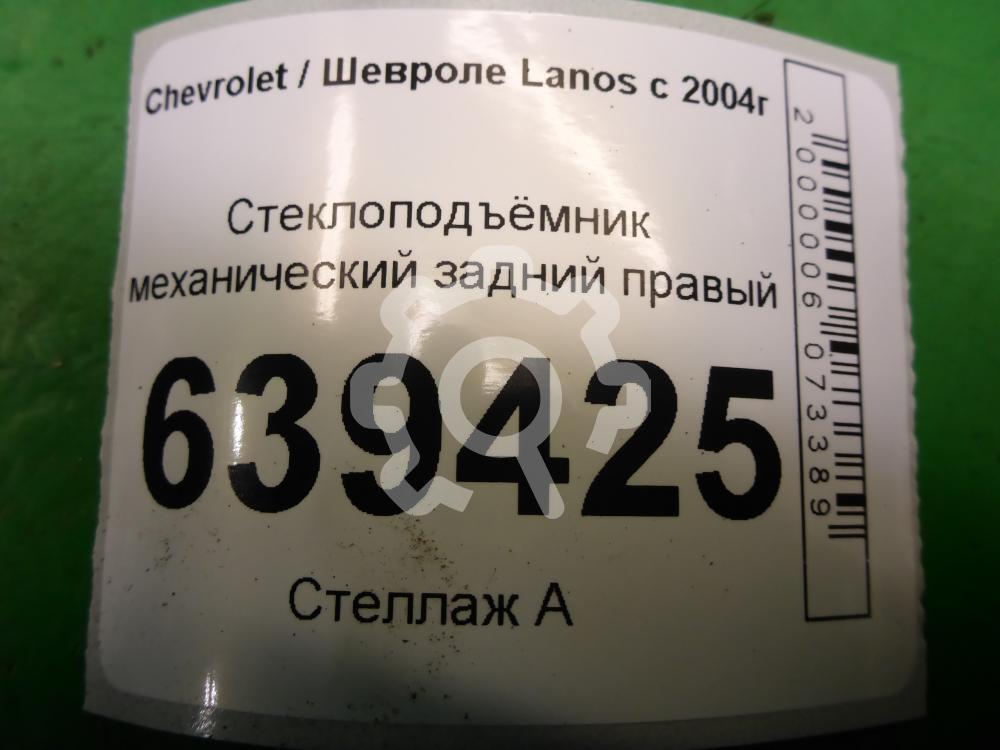 Chevrolet / Шевроле Lanos с 2004г
Стеклоподъёмник
механический задний правый
639425
Стеллаж А
2000006073389